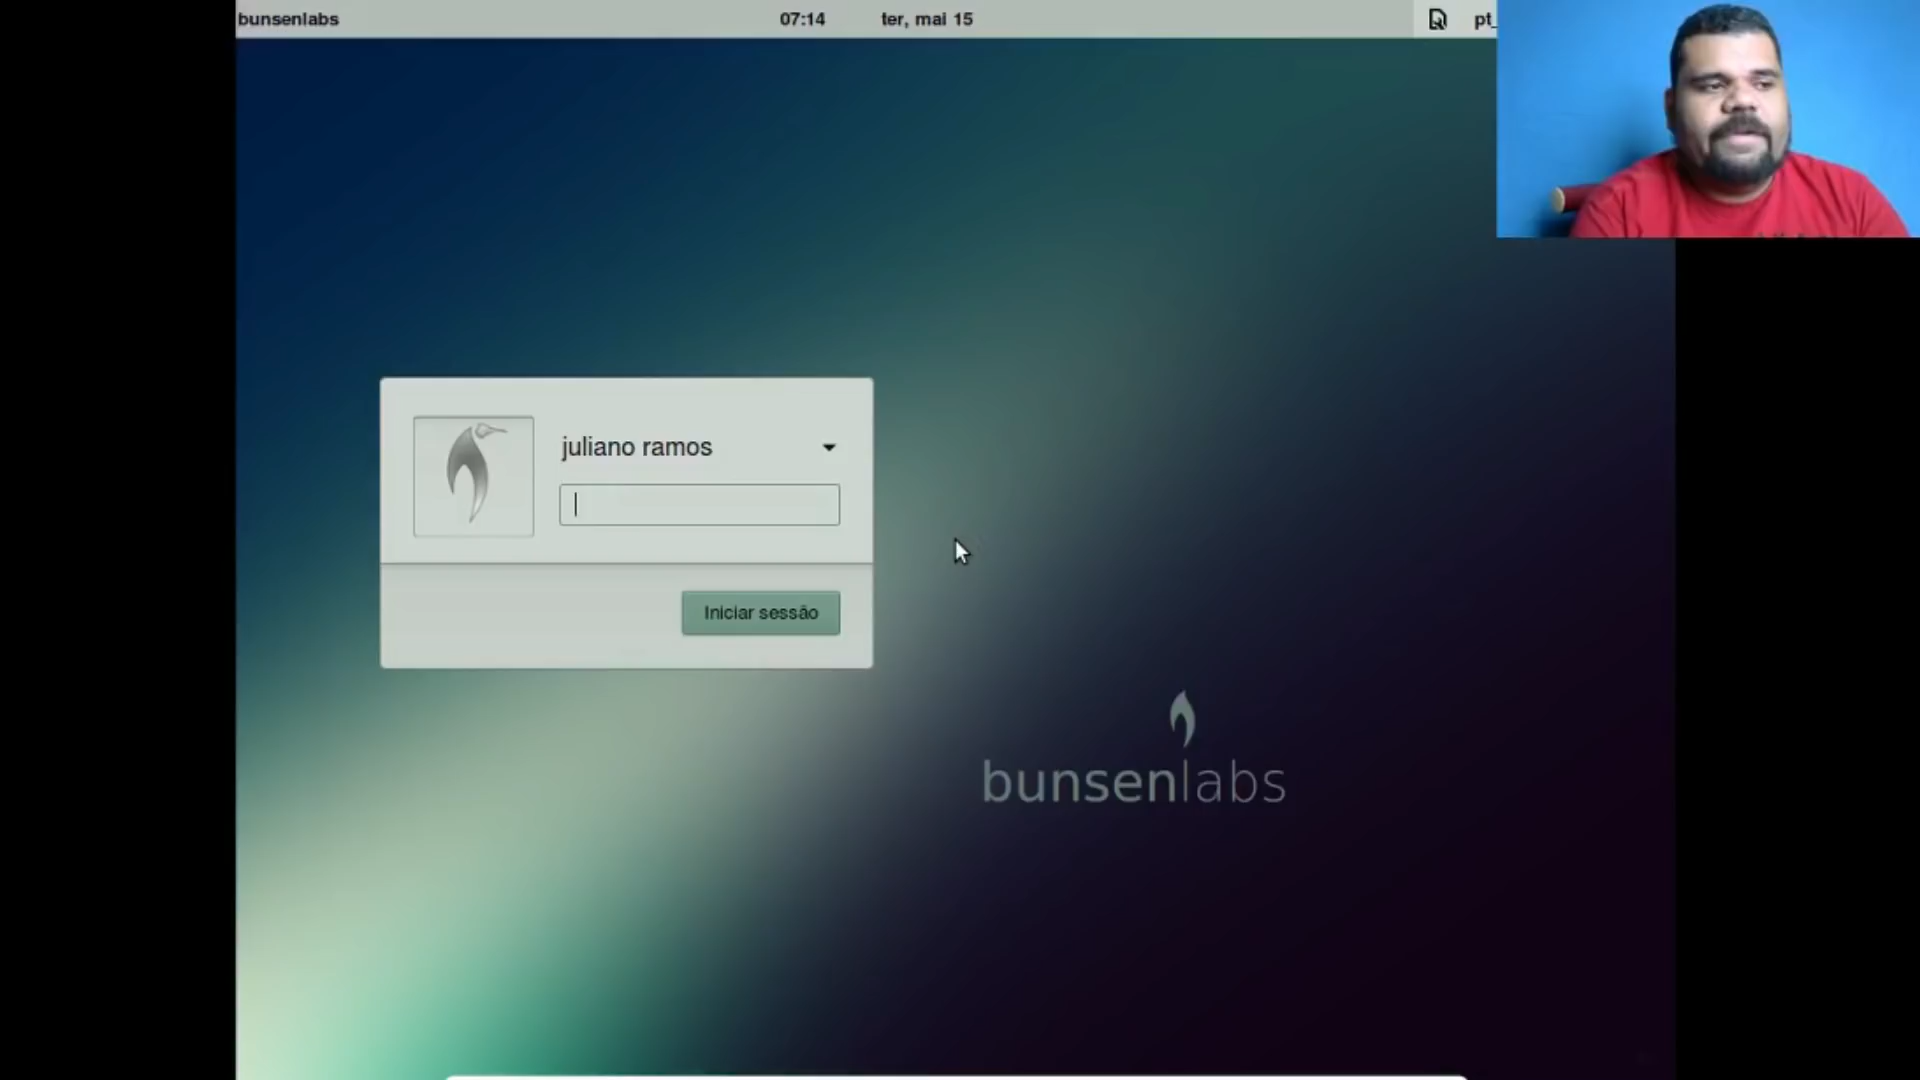 bunsenlabs 07:14 ter, mai 15 pt_
juliano ramos
Iniciar sessão
bunsenlabs